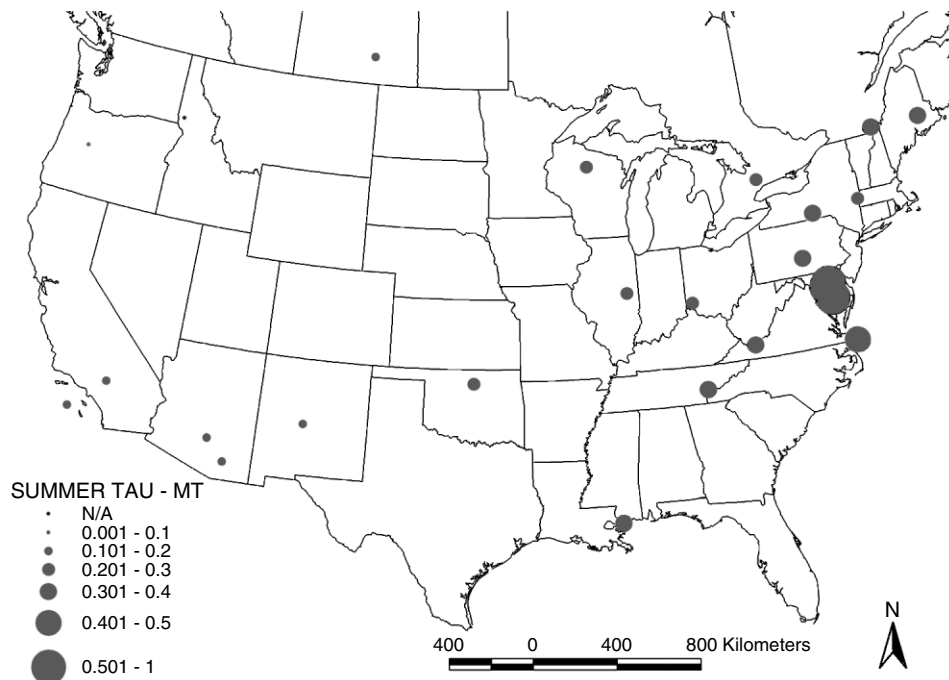 SUMMER TAU - MT
N/A
0.001 - 0.1
0.101 - 0.2
0.201 - 0.3
0.301 - 0.4
0.401 - 0.5
0.501 - 1
400 0 400 800 Kilometers
N